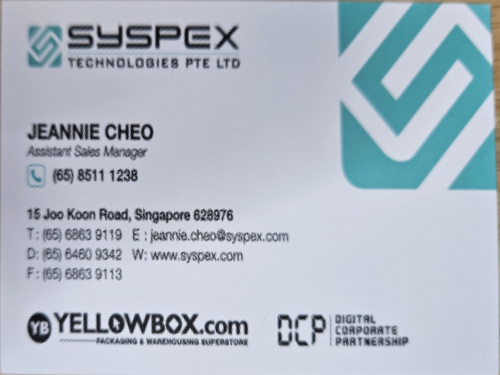 SYSPEX
TECHNOLOGIES PTE LTD
JEANNIE CHEO
Assistant Sales Manager
(65) 8511 1238
15 Joo Koon Road, Singapore 628976
T: (65) 6863 9119 E: jeannie.cheo@syspex.com
D: (65) 6460 9342 W: www.syspex.com
F: (65) 6863 9113
YB YELLOWBOX.com
PACKAGING & WAREHOUSING SUPERSTORE
DCP DIGITAL
CORPORATE
PARTNERSHIP